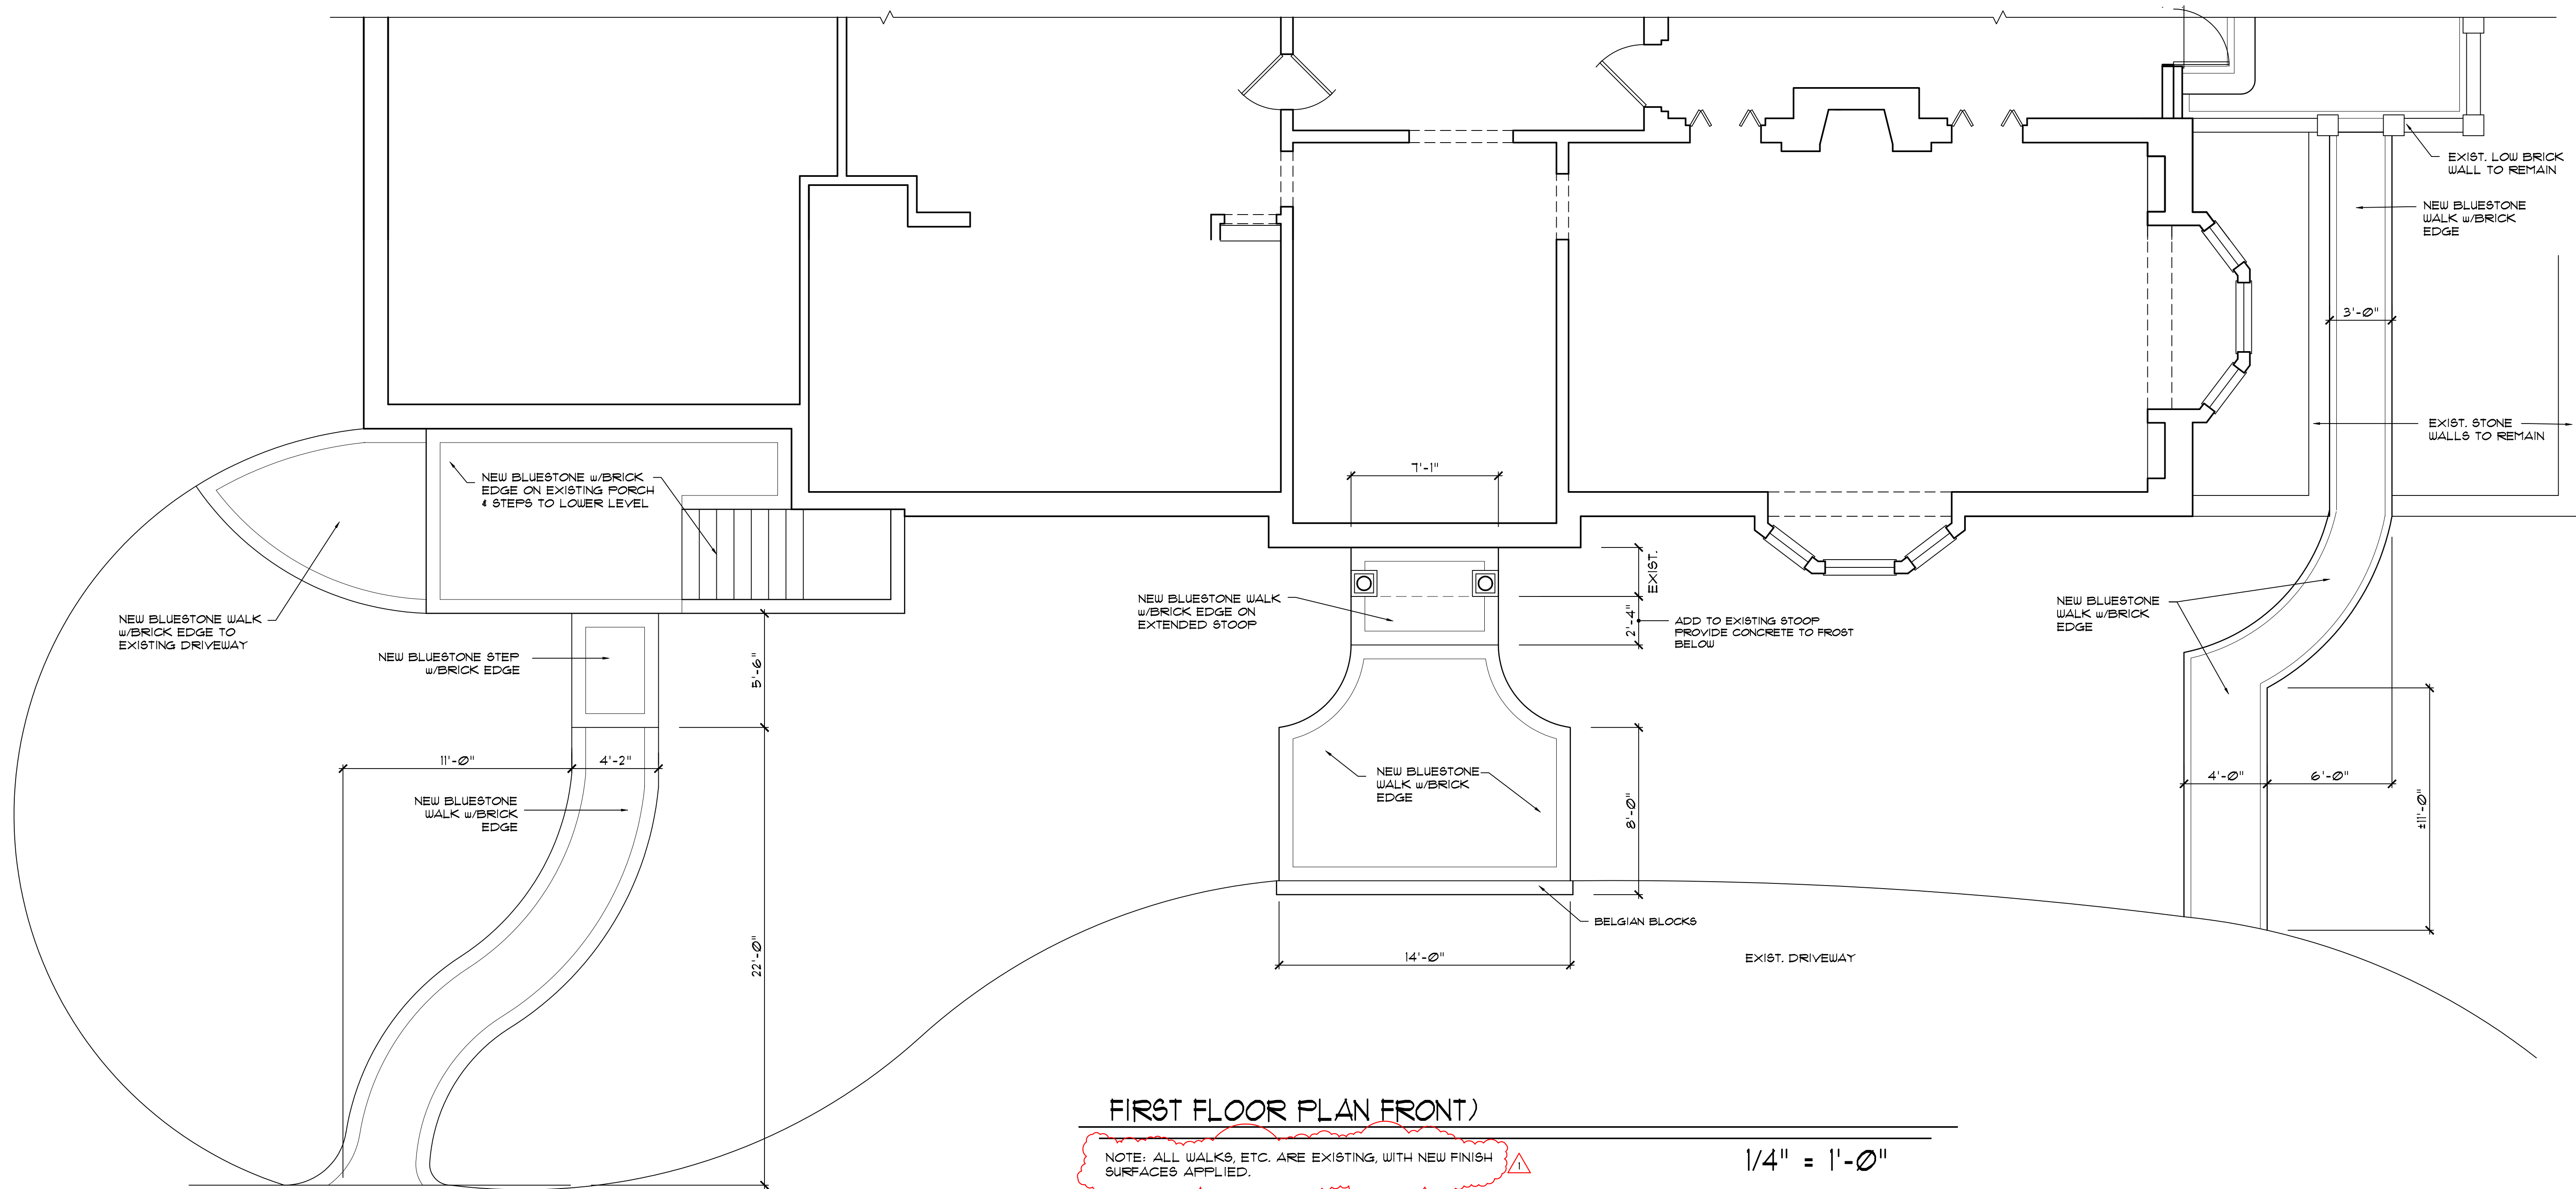 EXIST. LOW BRICK
WALL TO REMAIN
NEW BLUESTONE
WALK w/BRICK
EDGE
3'-0"
EXIST. STONE
WALLS TO REMAIN
7'-1"
NEW BLUESTONE w/BRICK
EDGE ON EXISTING PORCH
& STEPS TO LOWER LEVEL
NEW BLUESTONE WALK
w/BRICK EDGE TO
EXISTING DRIVEWAY
NEW BLUESTONE STEP
w/BRICK EDGE
5'-6"
11'-0"
4'-2"
NEW BLUESTONE
WALK w/BRICK
EDGE
22'-0"
NEW BLUESTONE WALK
w/BRICK EDGE ON
EXTENDED STOOP
EXIST.
2'-4"
ADD TO EXISTING STOOP
PROVIDE CONCRETE TO FROST
BELOW
NEW BLUESTONE
WALK w/BRICK
EDGE
8'-0"
BELGIAN BLOCKS
14'-0"
EXIST. DRIVEWAY
NEW BLUESTONE
WALK w/BRICK
EDGE
4'-0"
6'-0"
±11'-0"
FIRST FLOOR PLAN FRONT)
NOTE: ALL WALKS, ETC. ARE EXISTING, WITH NEW FINISH
SURFACES APPLIED.
1
1/4" = 1'-0"